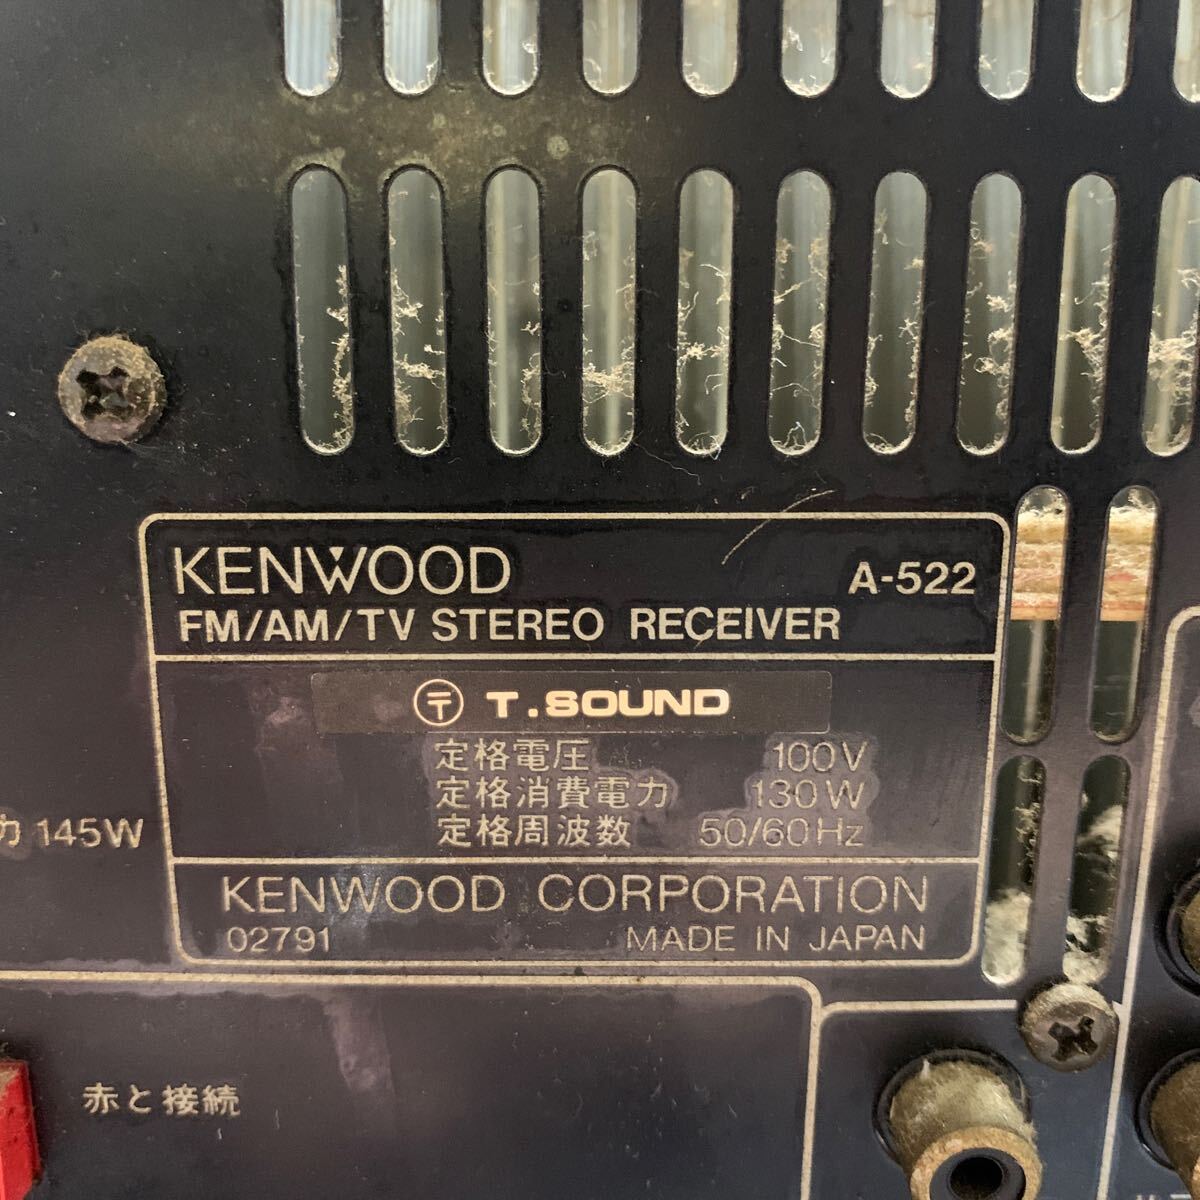 KENWOOD A-522
FM/AM/TV STEREO RECEIVER
〒 T.SOUND
定格電圧 100V
定格消費電力 130W
定格周波数 50/60Hz
力 145W
KENWOOD CORPORATION
02791 MADE IN JAPAN
赤と接続